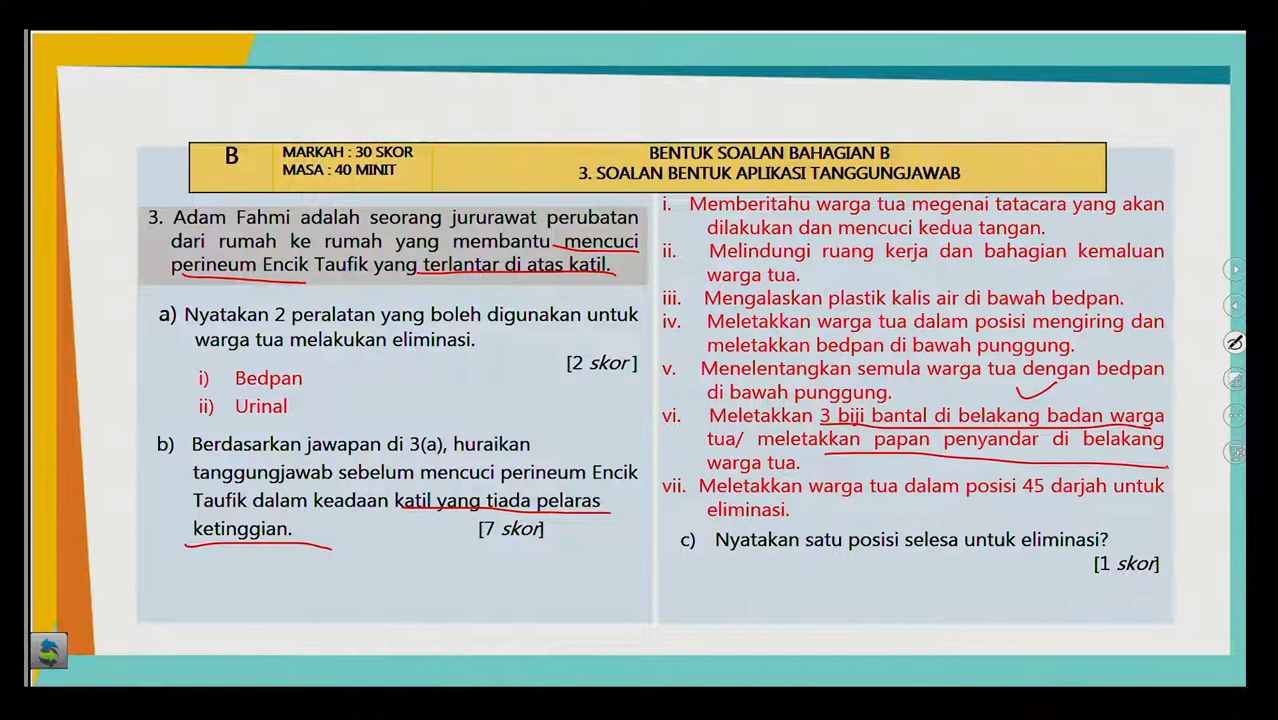 B
MARKAH : 30 SKOR
MASA : 40 MINIT
BENTUK SOALAN BAHAGIAN B
3. SOALAN BENTUK APLIKASI TANGGUNGJAWAB
3. Adam Fahmi adalah seorang jururawat perubatan
dari rumah ke rumah yang membantu mencuci
perineum Encik Taufik yang terlantar di atas katil.
a) Nyatakan 2 peralatan yang boleh digunakan untuk
warga tua melakukan eliminasi.
[2 skor]
i) Bedpan
ii) Urinal
b) Berdasarkan jawapan di 3(a), huraikan
tanggungjawab sebelum mencuci perineum Encik
Taufik dalam keadaan katil yang tiada pelaras
ketinggian. [7 skor]
i. Memberitahu warga tua megenai tatacara yang akan
dilakukan dan mencuci kedua tangan.
ii. Melindungi ruang kerja dan bahagian kemaluan
warga tua.
iii. Mengalaskan plastik kalis air di bawah bedpan.
iv. Meletakkan warga tua dalam posisi mengiring dan
meletakkan bedpan di bawah punggung.
v. Menelentangkan semula warga tua dengan bedpan
di bawah punggung.
vi. Meletakkan 3 biji bantal di belakang badan warga
tua/ meletakkan papan penyandar di belakang
warga tua.
vii. Meletakkan warga tua dalam posisi 45 darjah untuk
eliminasi.
c) Nyatakan satu posisi selesa untuk eliminasi?
[1 skor]